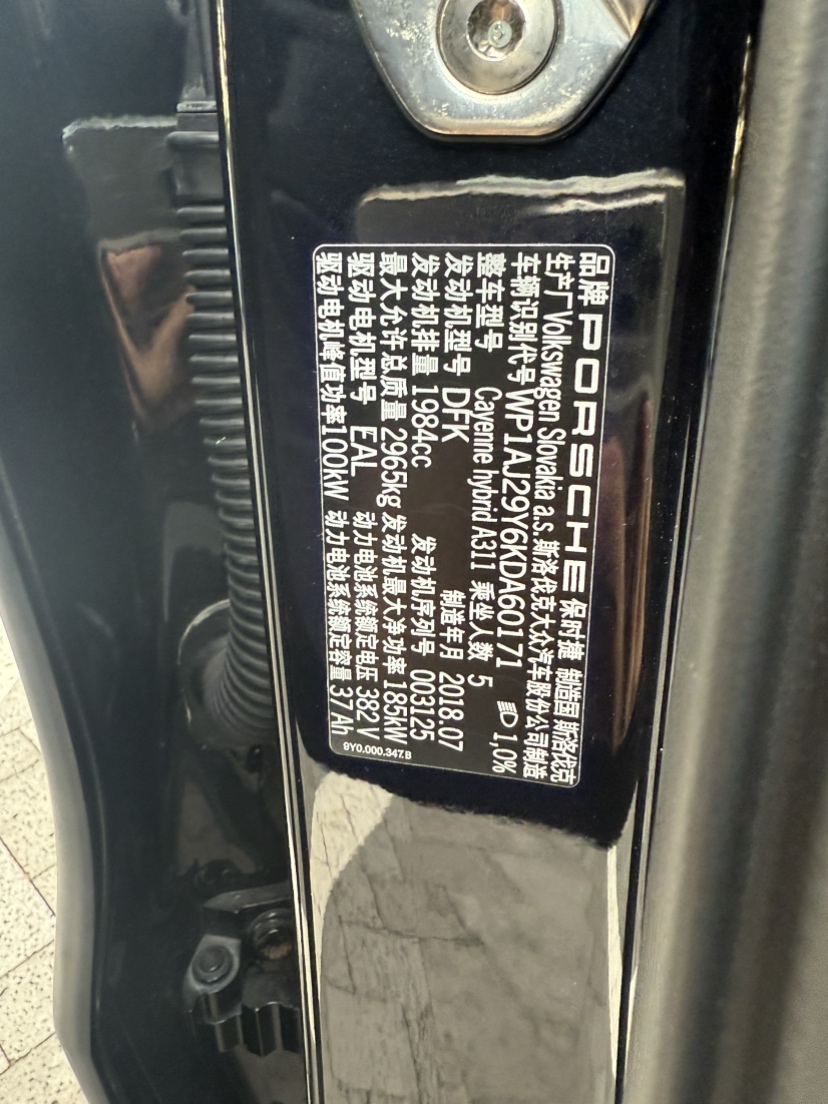 品牌 PORSCHE 保时捷 制造国 斯洛伐克
生产厂 Volkswagen Slovakia a.s. 斯洛伐克大众汽车股份公司制造
车辆识别代号 WP1AJ29Y6KDA60171 1,0%
整车型号 Cayenne hybrid A311 乘坐人数 5
发动机型号 DFK 制造年月 2018.07
发动机排量 1984cc 发动机序列号 003125
最大允许总质量 2965kg 发动机最大净功率 185kW
驱动电机型号 EAL 动力电池系统额定电压 382 V
驱动电机峰值功率 100kW 动力电池系统额定容量 37 Ah
9Y0.000.347.B